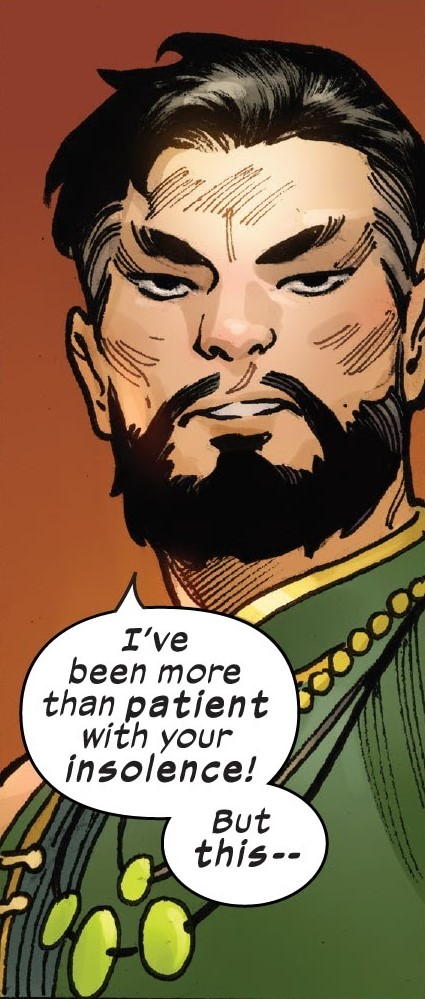 I've
been more
than patient
with your
insolence!
But
this--